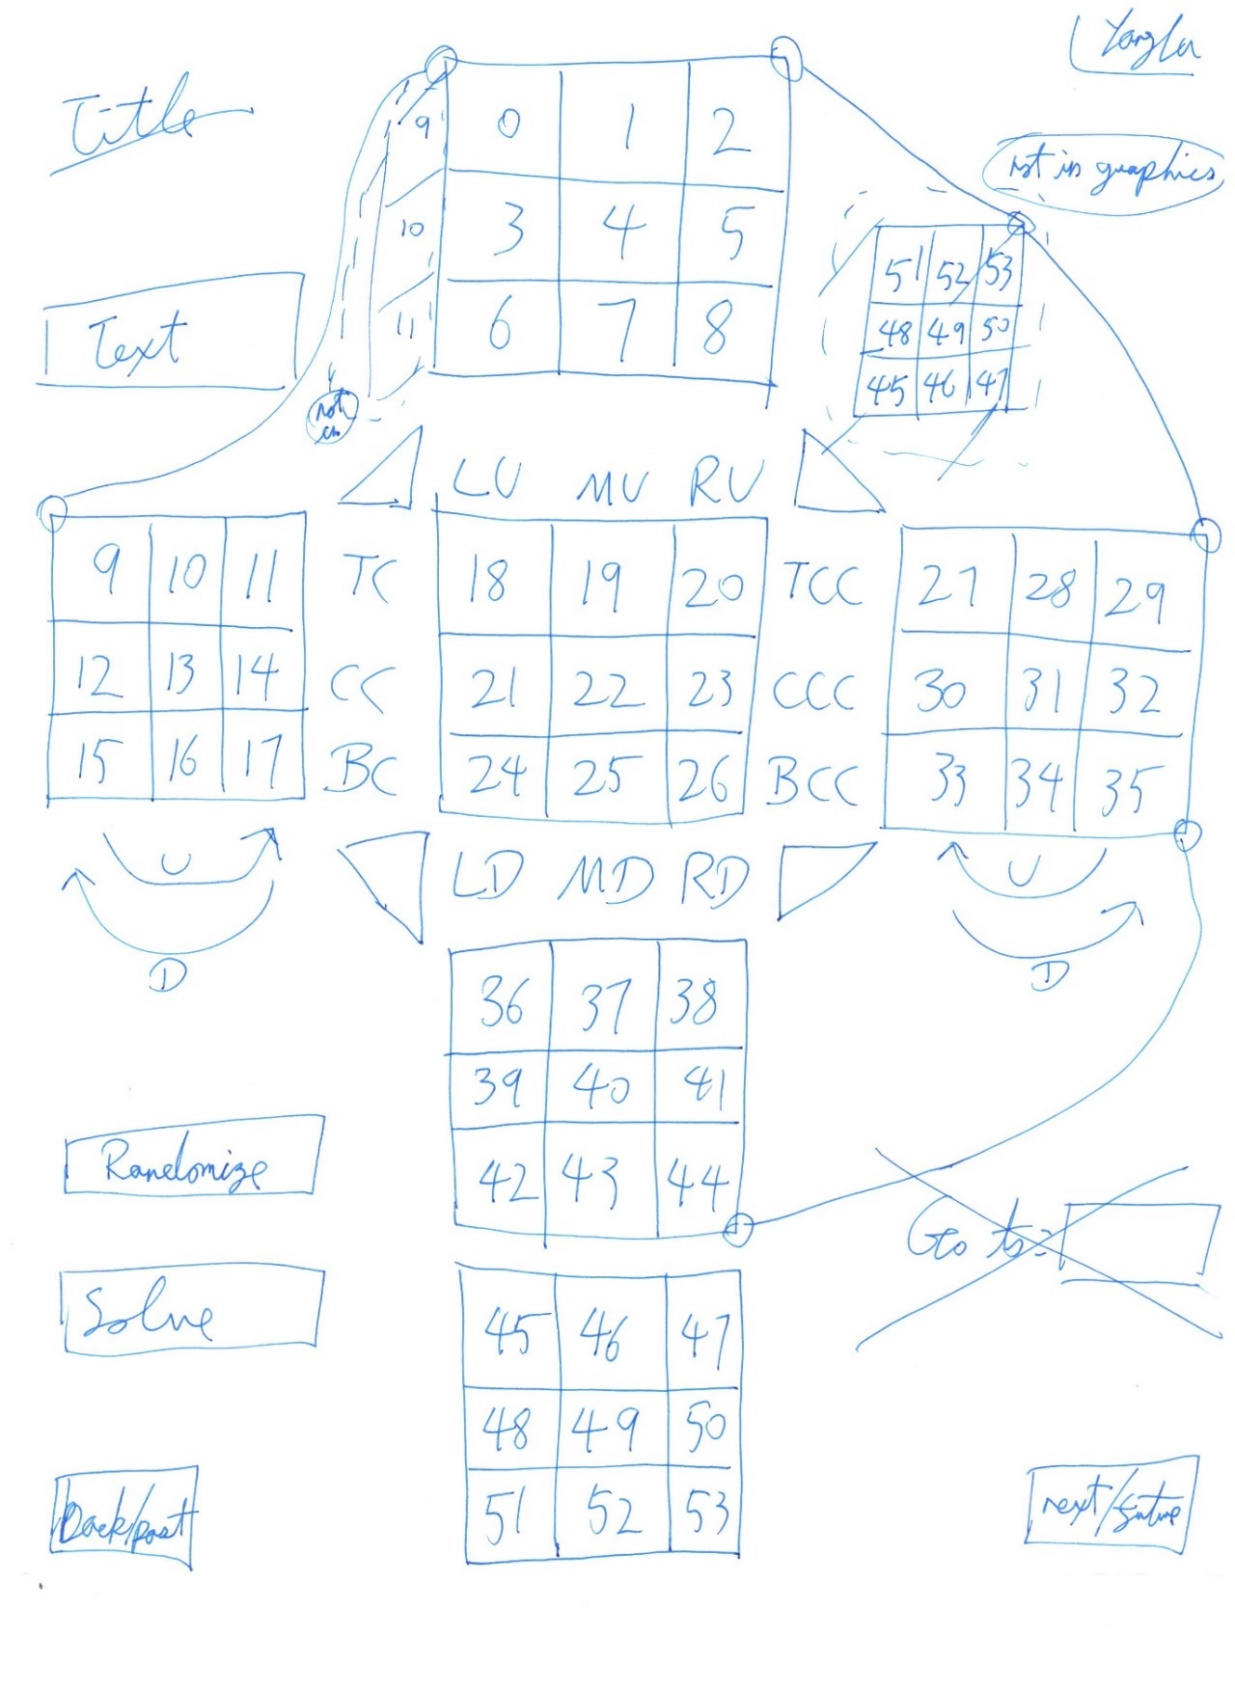 Title
not in graphics
Text
0 1 2
3 4 5
6 7 8
9
10
11
51 52 53
48 49 50
45 46 47
not
LU MU RU
9 10 11 TC 18 19 20 TCC 27 28 29
12 13 14 CC 21 22 23 CCC 30 31 32
15 16 17 BC 24 25 26 BCC 33 34 35
U LD MD RD U
D D
36 37 38
39 40 41
42 43 44
Randomize
Go to:
Solve
45 46 47
48 49 50
51 52 53
Back/past
next/future